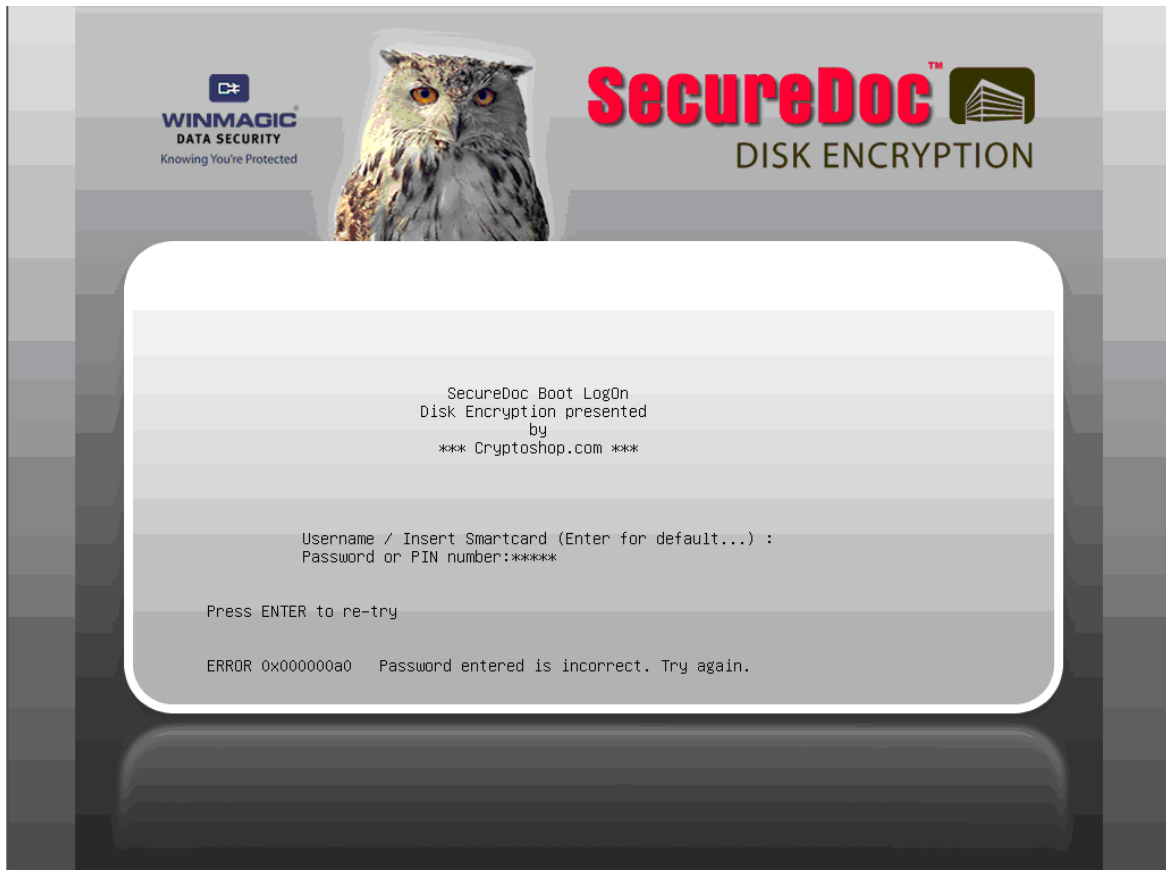 WINMAGIC®
DATA SECURITY
Knowing You're Protected
SecureDoc™
DISK ENCRYPTION
SecureDoc Boot LogOn
Disk Encryption presented
by
*** Cryptoshop.com ***
Username / Insert Smartcard (Enter for default...) :
Password or PIN number:*****
Press ENTER to re-try
ERROR 0x000000a0   Password entered is incorrect. Try again.